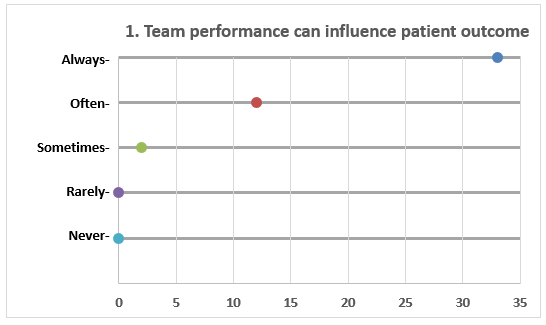 1. Team performance can influence patient outcome
Always-
Often-
Sometimes-
Rarely-
Never-
0 5 10 15 20 25 30 35